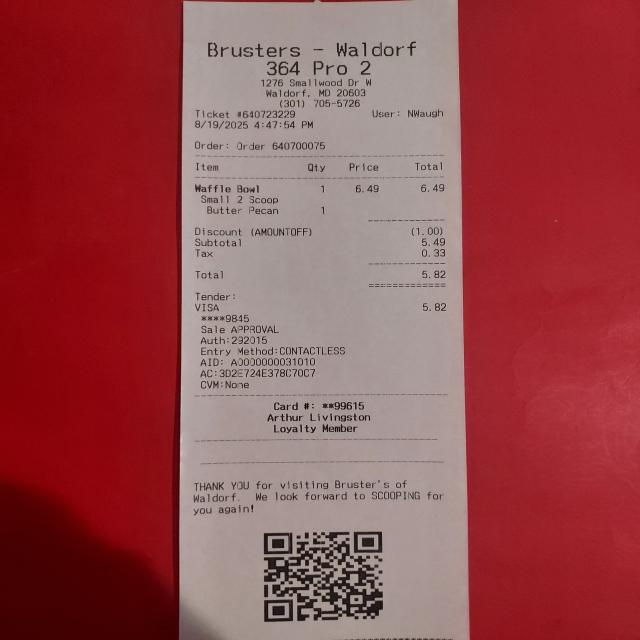 Brusters - Waldorf
364 Pro 2
1276 Smallwood Dr W
Waldorf, MD 20603
(301) 705-5726
Ticket #640723229 User: NWaugh
8/19/2025 4:47:54 PM
Order: Order 640700075
Item Qty Price Total
Waffle Bowl 1 6.49 6.49
Small 2 Scoop
Butter Pecan 1
Discount (AMOUNTOFF) (1.00)
Subtotal 5.49
Tax 0.33
Total 5.82
Tender:
VISA 5.82
****9845
Sale APPROVAL
Auth:292015
Entry Method:CONTACTLESS
AID: A0000000031010
AC:3D2E724E378C70C7
CVM:None
Card #: **99615
Arthur Livingston
Loyalty Member
THANK YOU for visiting Bruster's of
Waldorf. We look forward to SCOOPING for
you again!